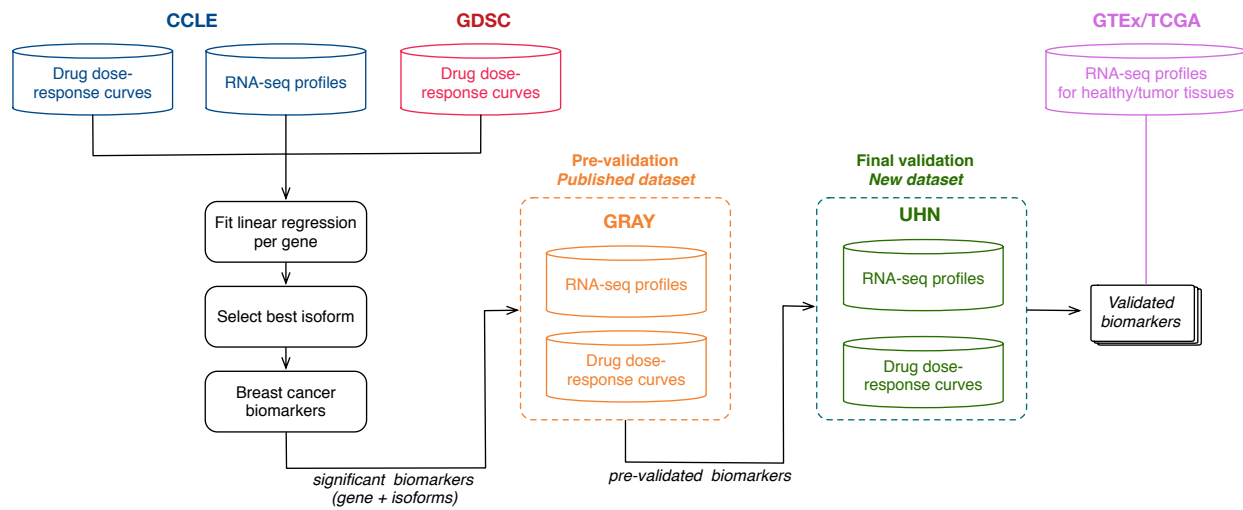 CCLE
GDSC
GTEx/TCGA
Drug dose-
response curves
RNA-seq profiles
Drug dose-
response curves
RNA-seq profiles
for healthy/tumor tissues
Fit linear regression
per gene
Select best isoform
Breast cancer
biomarkers
significant biomarkers
(gene + isoforms)
Pre-validation
Published dataset
GRAY
RNA-seq profiles
Drug dose-
response curves
pre-validated biomarkers
Final validation
New dataset
UHN
RNA-seq profiles
Drug dose-
response curves
Validated
biomarkers